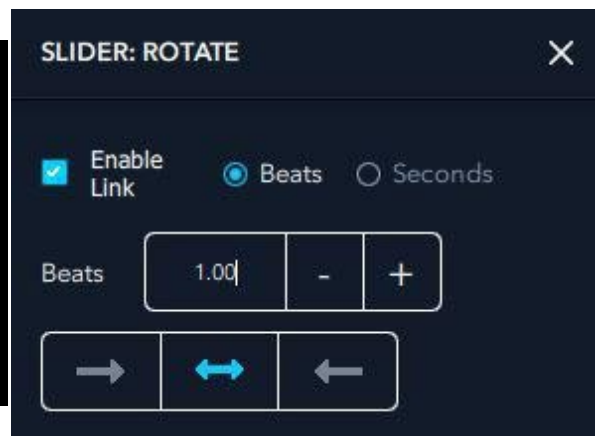 SLIDER: ROTATE
Enable
Link
Beats
Seconds
Beats
1.00
-
+